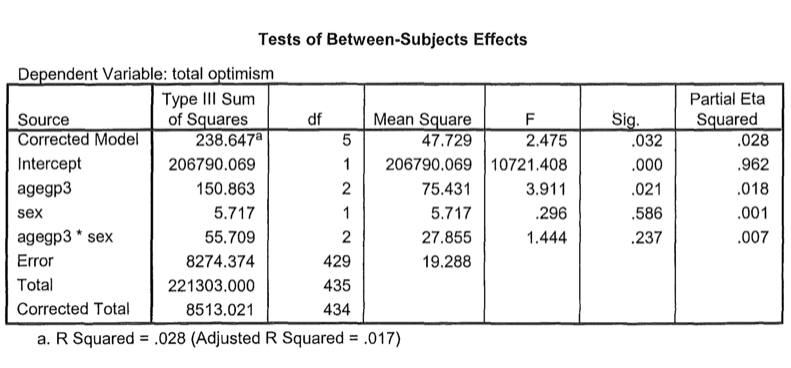 Tests of Between-Subjects Effects
Dependent Variable: total optimism
Source Type III Sum of Squares df Mean Square F Sig. Partial Eta Squared
Corrected Model 238.647a 5 47.729 2.475 .032 .028
Intercept 206790.069 1 206790.069 10721.408 .000 .962
agegp3 150.863 2 75.431 3.911 .021 .018
sex 5.717 1 5.717 .296 .586 .001
agegp3 * sex 55.709 2 27.855 1.444 .237 .007
Error 8274.374 429 19.288
Total 221303.000 435
Corrected Total 8513.021 434
a. R Squared = .028 (Adjusted R Squared = .017)